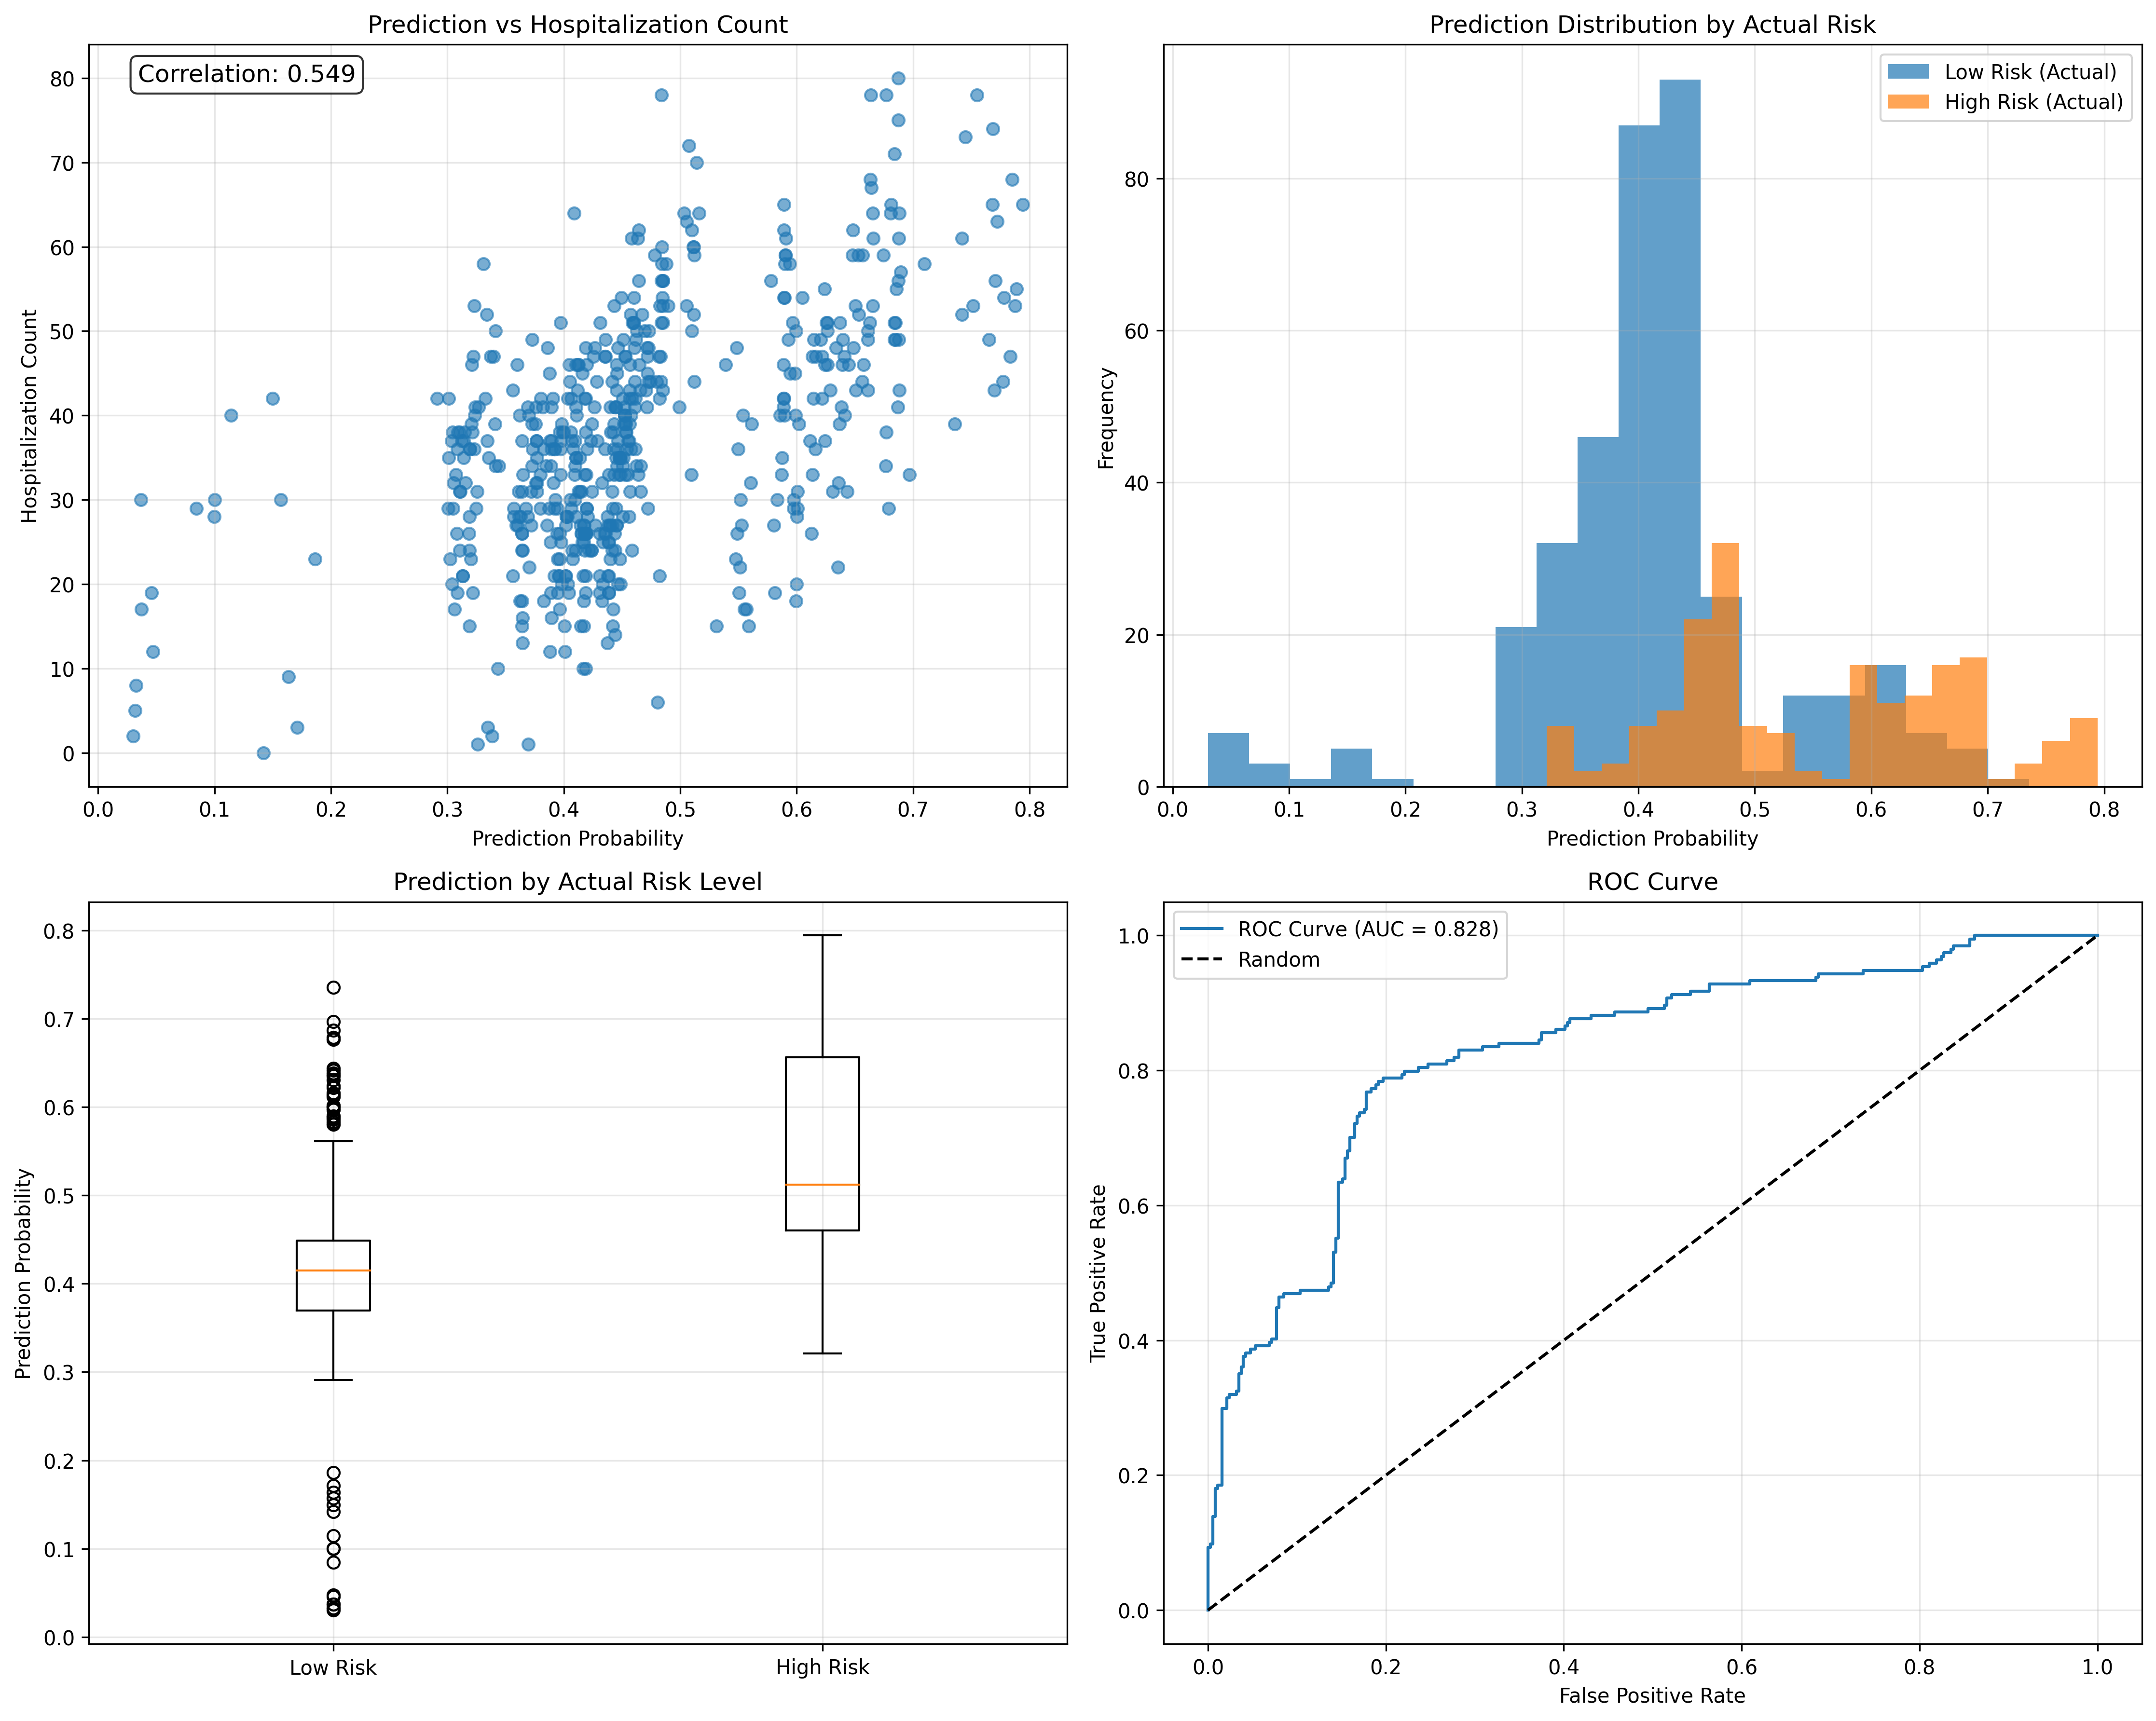 Prediction vs Hospitalization Count
Correlation: 0.549
80
70
60
50
40
30
20
10
0
Hospitalization Count
0.0 0.1 0.2 0.3 0.4 0.5 0.6 0.7 0.8
Prediction Probability
Prediction Distribution by Actual Risk
Low Risk (Actual)
High Risk (Actual)
80
60
40
20
0
Frequency
0.0 0.1 0.2 0.3 0.4 0.5 0.6 0.7 0.8
Prediction Probability
Prediction by Actual Risk Level
0.8
0.7
0.6
0.5
0.4
0.3
0.2
0.1
0.0
Prediction Probability
Low Risk High Risk
ROC Curve
ROC Curve (AUC = 0.828)
Random
1.0
0.8
0.6
0.4
0.2
0.0
True Positive Rate
0.0 0.2 0.4 0.6 0.8 1.0
False Positive Rate